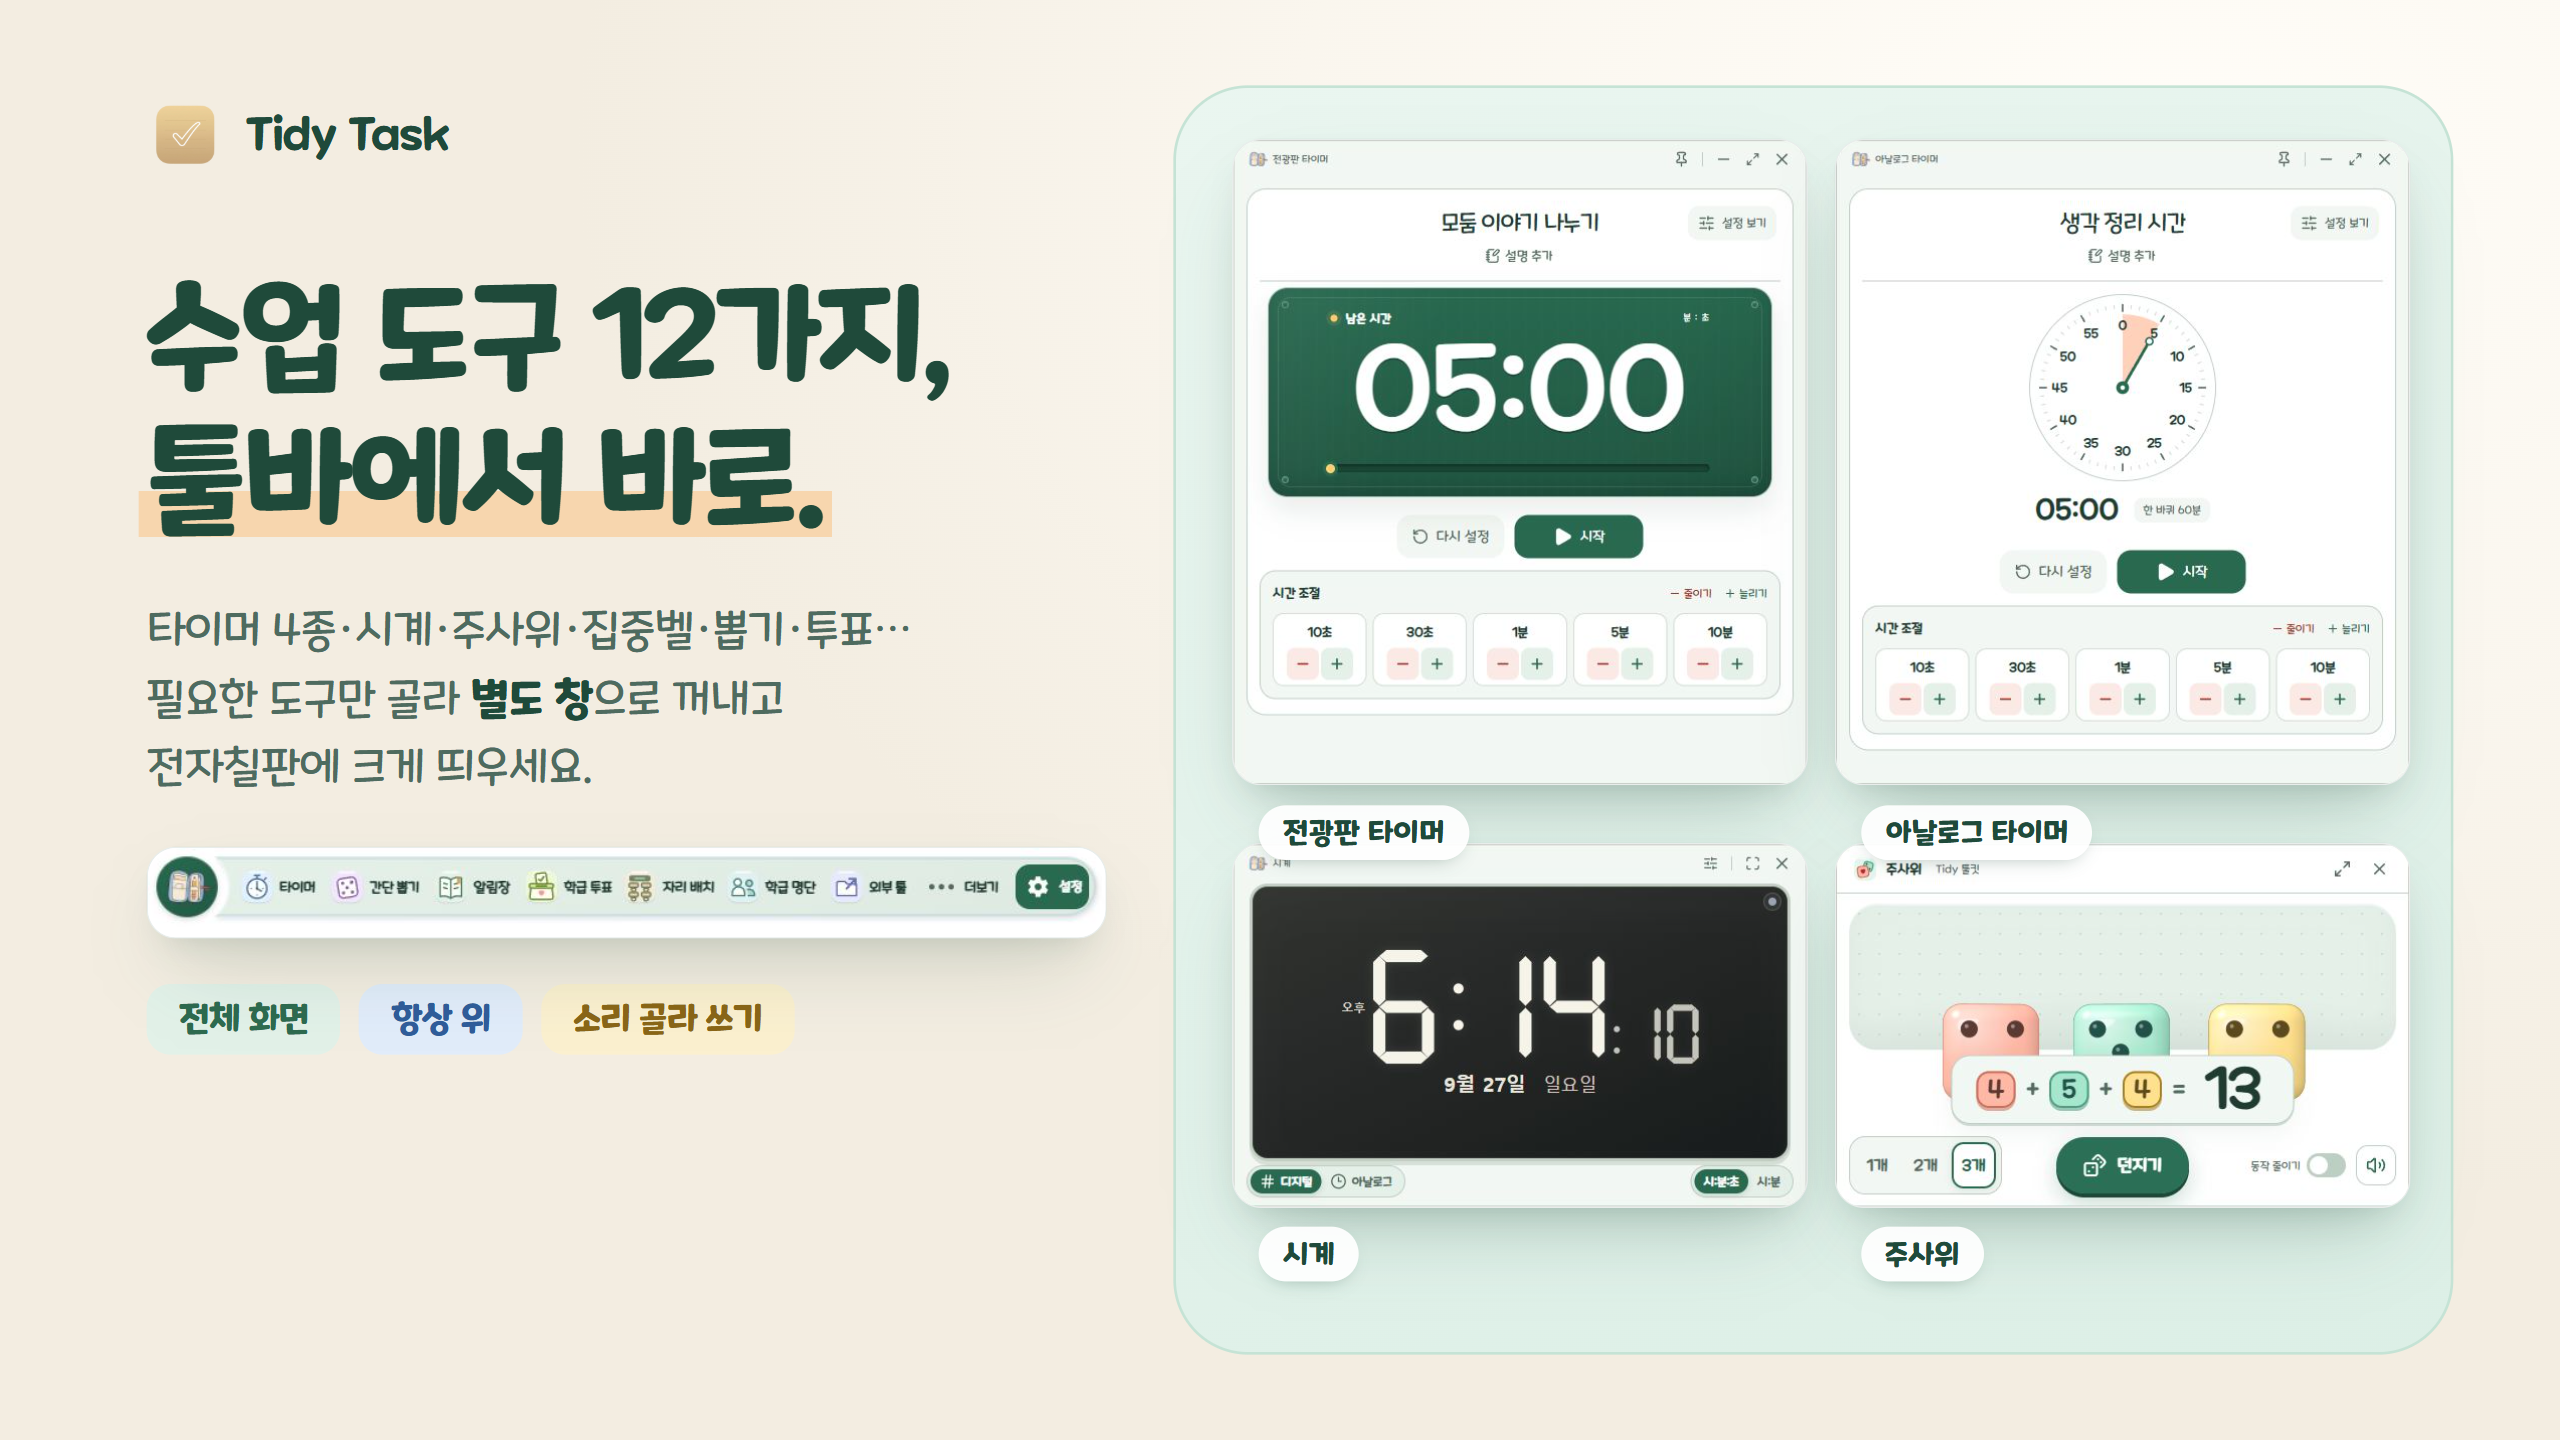 Tidy Task
수업 도구 12가지,
툴바에서 바로.
타이머 4종·시계·주사위·집중벨·뽑기·투표…
필요한 도구만 골라 별도 창으로 꺼내고
전자칠판에 크게 띄우세요.
타이머 간단 뽑기 알림장 학급 투표 자리 배치 학급 명단 외부 툴 더보기 설정
전체 화면 항상 위 소리 골라 쓰기
전광판 타이머
모둠 이야기 나누기 설정 보기
설명 추가
남은 시간 분 : 초
05:00
다시 설정 시작
시간 조절 − 줄이기 + 늘리기
10초 30초 1분 5분 10분
− + − + − + − + − +
전광판 타이머
아날로그 타이머
생각 정리 시간 설정 보기
설명 추가
0 5 10 15 20 25 30 35 40 45 50 55
05:00 한 바퀴 60분
다시 설정 시작
시간 조절 − 줄이기 + 늘리기
10초 30초 1분 5분 10분
− + − + − + − + − +
아날로그 타이머
시계
오후 6:14:10
9월 27일 일요일
디지털 아날로그 시:분:초 시:분
시계
주사위 Tidy 툴킷
4 + 5 + 4 = 13
1개 2개 3개 던지기 동작 줄이기
주사위